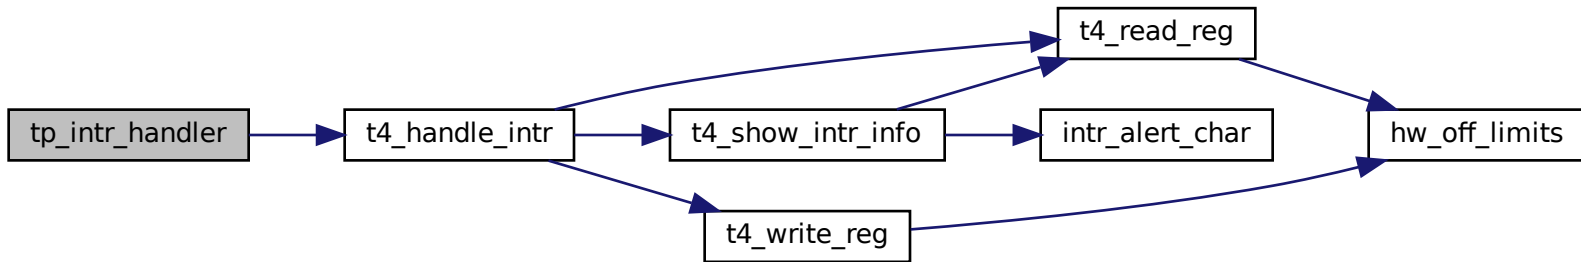 tp_intr_handler
t4_handle_intr
t4_show_intr_info
t4_write_reg
t4_read_reg
intr_alert_char
hw_off_limits